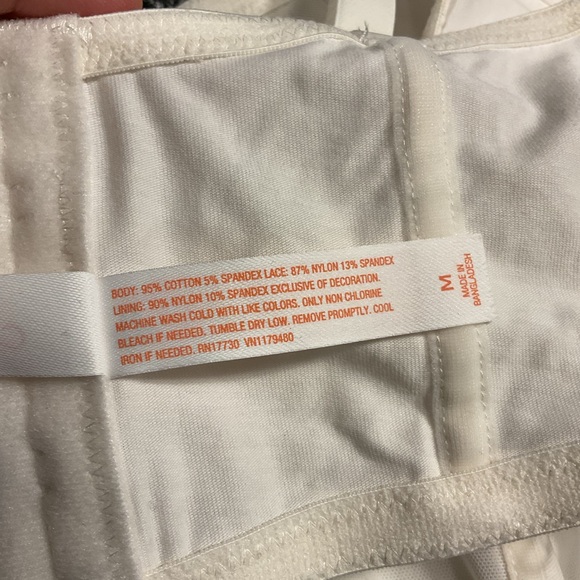 BODY: 95% COTTON 5% SPANDEX LACE: 87% NYLON 13% SPANDEX
LINING: 90% NYLON 10% SPANDEX EXCLUSIVE OF DECORATION.
MACHINE WASH COLD WITH LIKE COLORS. ONLY NON CHLORINE
BLEACH IF NEEDED. TUMBLE DRY LOW. REMOVE PROMPTLY. COOL
IRON IF NEEDED. RN17730 VN1179480
M
MADE IN
BANGLADESH